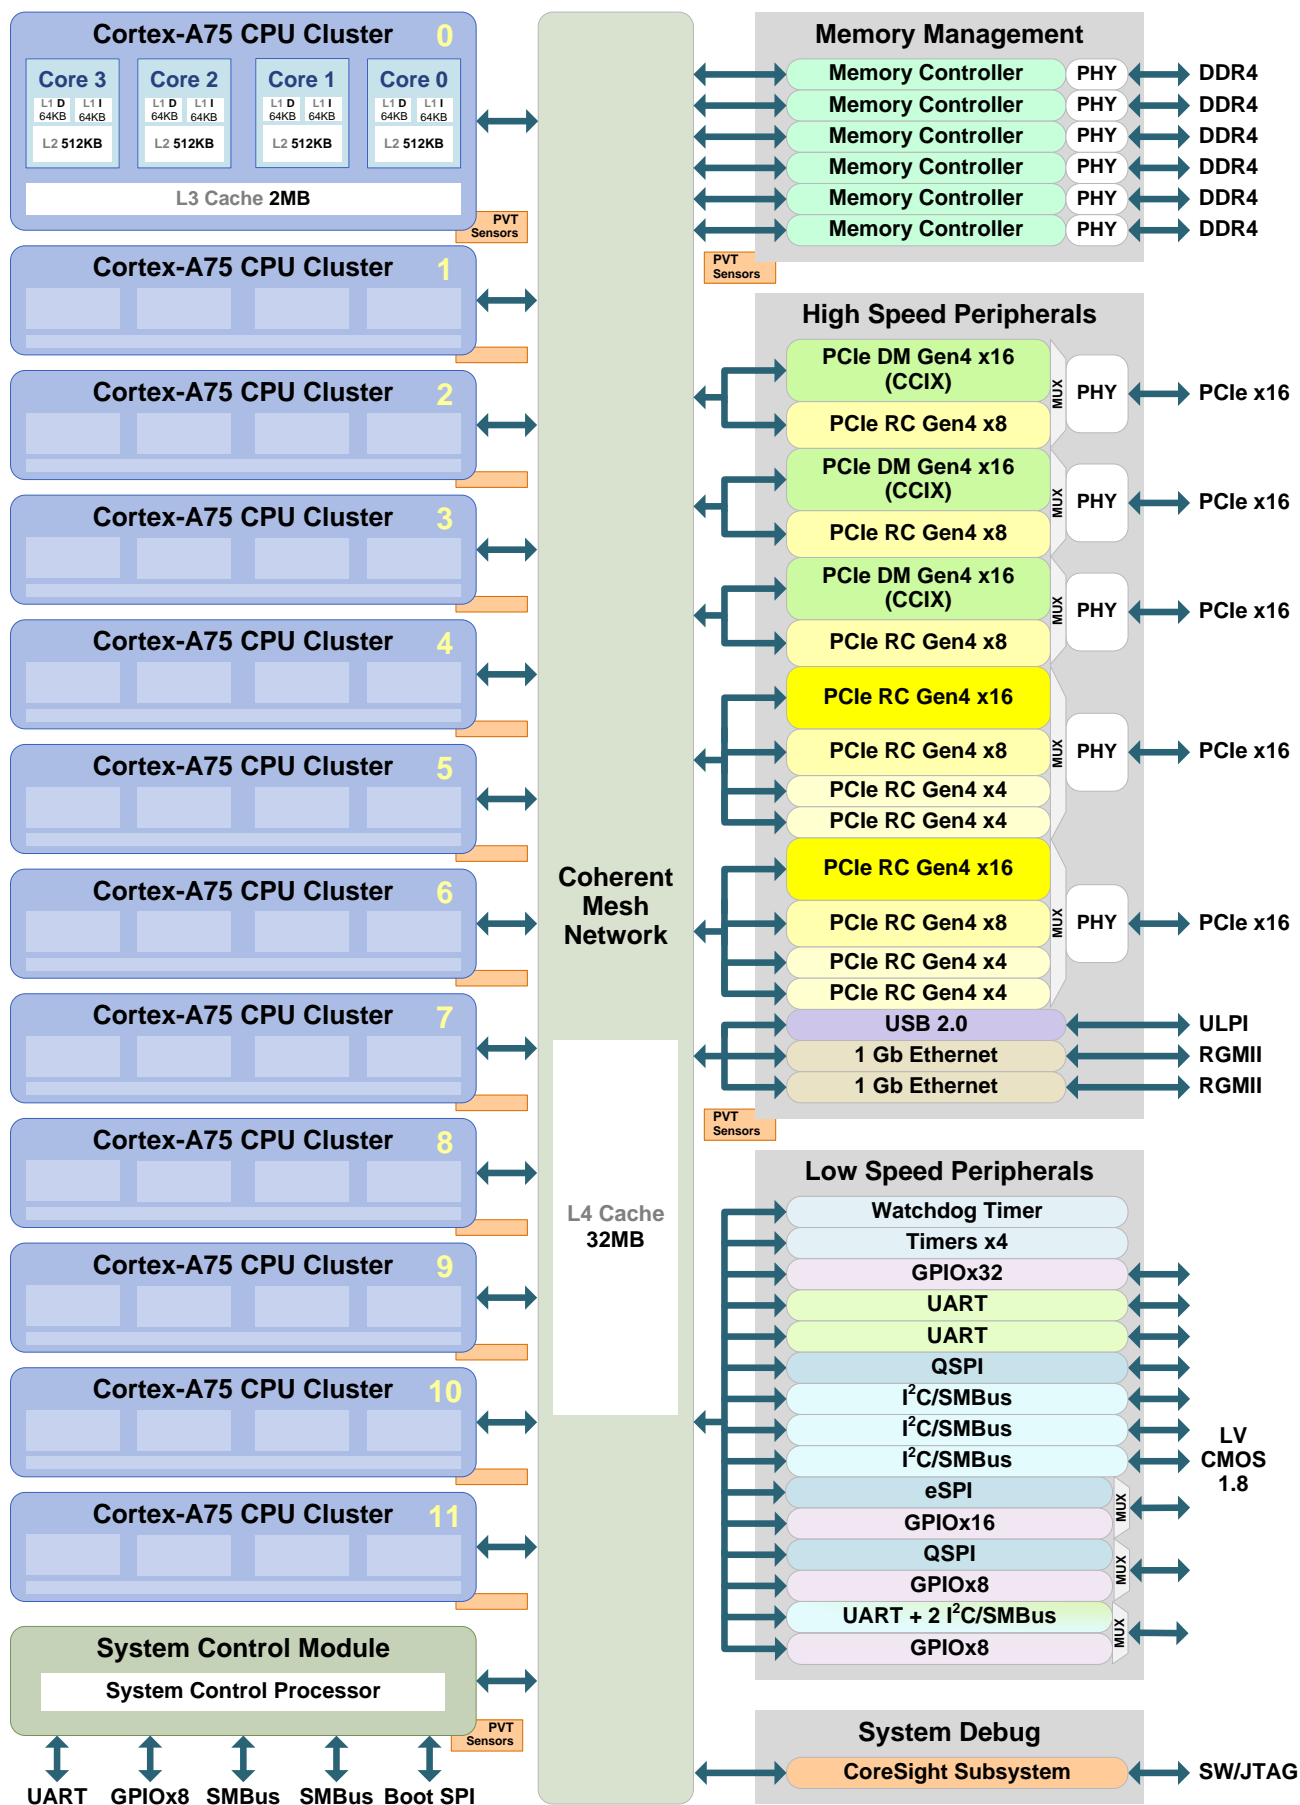 Cortex-A75 CPU Cluster 0
Core 3 Core 2 Core 1 Core 0
L1 D L1 I L1 D L1 I L1 D L1 I L1 D L1 I
64KB 64KB 64KB 64KB 64KB 64KB 64KB 64KB
L2 512KB L2 512KB L2 512KB L2 512KB
L3 Cache 2MB
PVT
Sensors
Cortex-A75 CPU Cluster 1
Cortex-A75 CPU Cluster 2
Cortex-A75 CPU Cluster 3
Cortex-A75 CPU Cluster 4
Cortex-A75 CPU Cluster 5
Cortex-A75 CPU Cluster 6
Cortex-A75 CPU Cluster 7
Cortex-A75 CPU Cluster 8
Cortex-A75 CPU Cluster 9
Cortex-A75 CPU Cluster 10
Cortex-A75 CPU Cluster 11
System Control Module
System Control Processor
PVT
Sensors
UART GPIOx8 SMBus SMBus Boot SPI
Coherent
Mesh
Network
L4 Cache
32MB
Memory Management
Memory Controller PHY DDR4
Memory Controller PHY DDR4
Memory Controller PHY DDR4
Memory Controller PHY DDR4
Memory Controller PHY DDR4
Memory Controller PHY DDR4
PVT
Sensors
High Speed Peripherals
PCIe DM Gen4 x16
(CCIX)
PCIe RC Gen4 x8
MUX
PHY
PCIe x16
PCIe DM Gen4 x16
(CCIX)
PCIe RC Gen4 x8
MUX
PHY
PCIe x16
PCIe DM Gen4 x16
(CCIX)
PCIe RC Gen4 x8
MUX
PHY
PCIe x16
PCIe RC Gen4 x16
PCIe RC Gen4 x8
PCIe RC Gen4 x4
PCIe RC Gen4 x4
MUX
PHY
PCIe x16
PCIe RC Gen4 x16
PCIe RC Gen4 x8
PCIe RC Gen4 x4
PCIe RC Gen4 x4
MUX
PHY
PCIe x16
USB 2.0 ULPI
1 Gb Ethernet RGMII
1 Gb Ethernet RGMII
PVT
Sensors
Low Speed Peripherals
Watchdog Timer
Timers x4
GPIOx32
UART
UART
QSPI
I²C/SMBus
I²C/SMBus
I²C/SMBus
eSPI
GPIOx16
MUX
QSPI
GPIOx8
MUX
UART + 2 I²C/SMBus
GPIOx8
MUX
LV
CMOS
1.8
System Debug
CoreSight Subsystem SW/JTAG